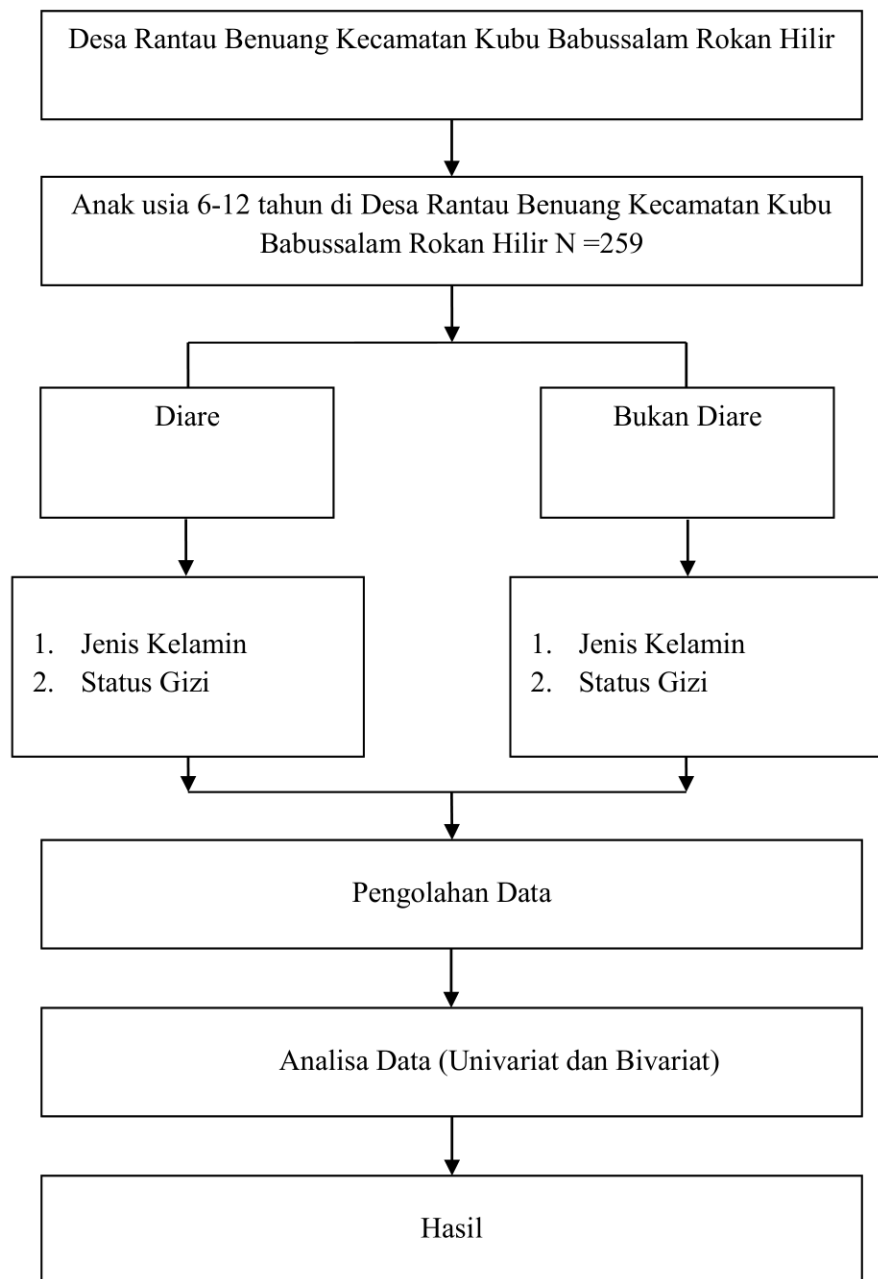 Desa Rantau Benuang Kecamatan Kubu Babussalam Rokan Hilir
Anak usia 6-12 tahun di Desa Rantau Benuang Kecamatan Kubu
Babussalam Rokan Hilir N =259
Diare
Bukan Diare
1. Jenis Kelamin
2. Status Gizi
1. Jenis Kelamin
2. Status Gizi
Pengolahan Data
Analisa Data (Univariat dan Bivariat)
Hasil